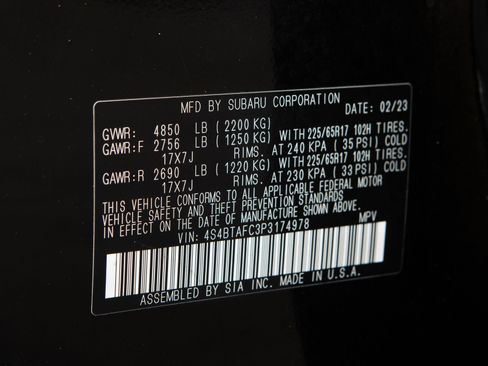 MFD BY SUBARU CORPORATION
DATE: 02/23
GVWR: 4850 LB (2200 KG)
GAWR:F 2756 LB (1250 KG) WITH 225/65R17 102H TIRES.
17X7J RIMS. AT 240 KPA (35 PSI) COLD
GAWR:R 2690 LB (1220 KG) WITH 225/65R17 102H TIRES.
17X7J RIMS. AT 230 KPA (33 PSI) COLD
THIS VEHICLE CONFORMS TO ALL APPLICABLE FEDERAL MOTOR
VEHICLE SAFETY AND THEFT PREVENTION STANDARDS
IN EFFECT ON THE DATE OF MANUFACTURE SHOWN ABOVE.
VIN: 4S4BTAFC3P3174978 MPV
ASSEMBLED BY SIA INC. MADE IN U.S.A.